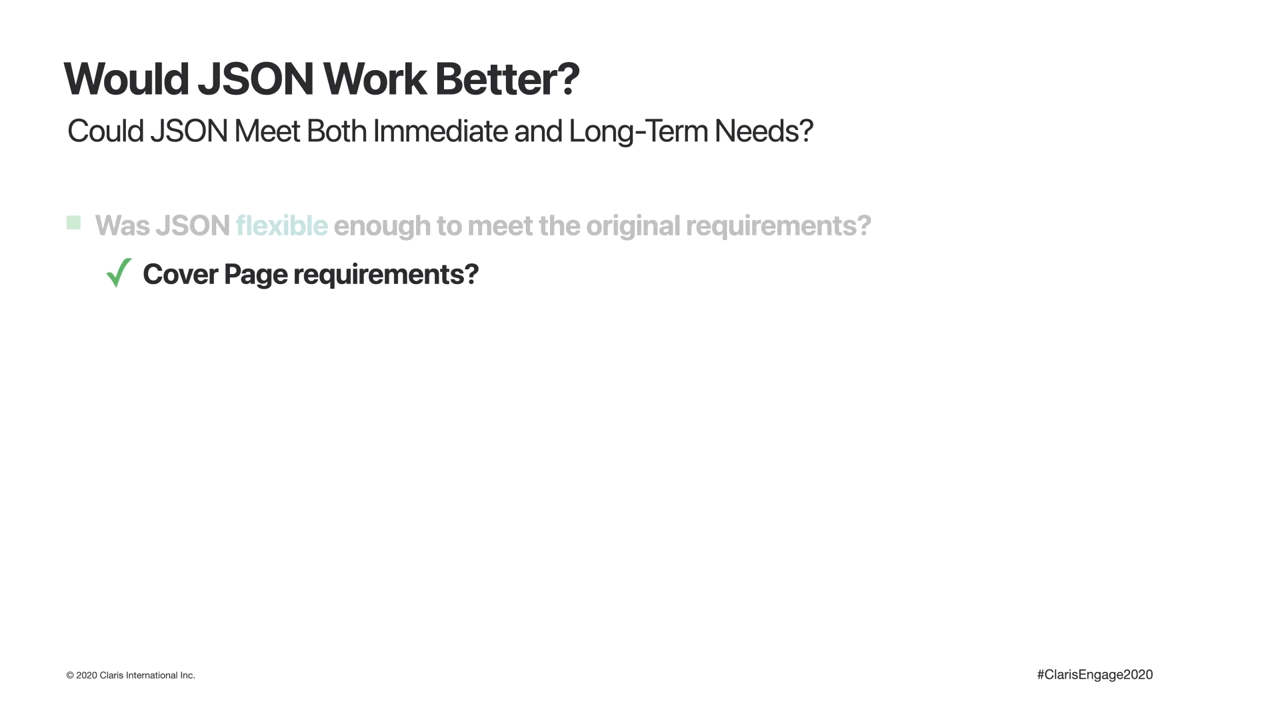 Would JSON Work Better?
Could JSON Meet Both Immediate and Long-Term Needs?
Was JSON flexible enough to meet the original requirements?
✓ Cover Page requirements?
© 2020 Claris International Inc.
#ClarisEngage2020